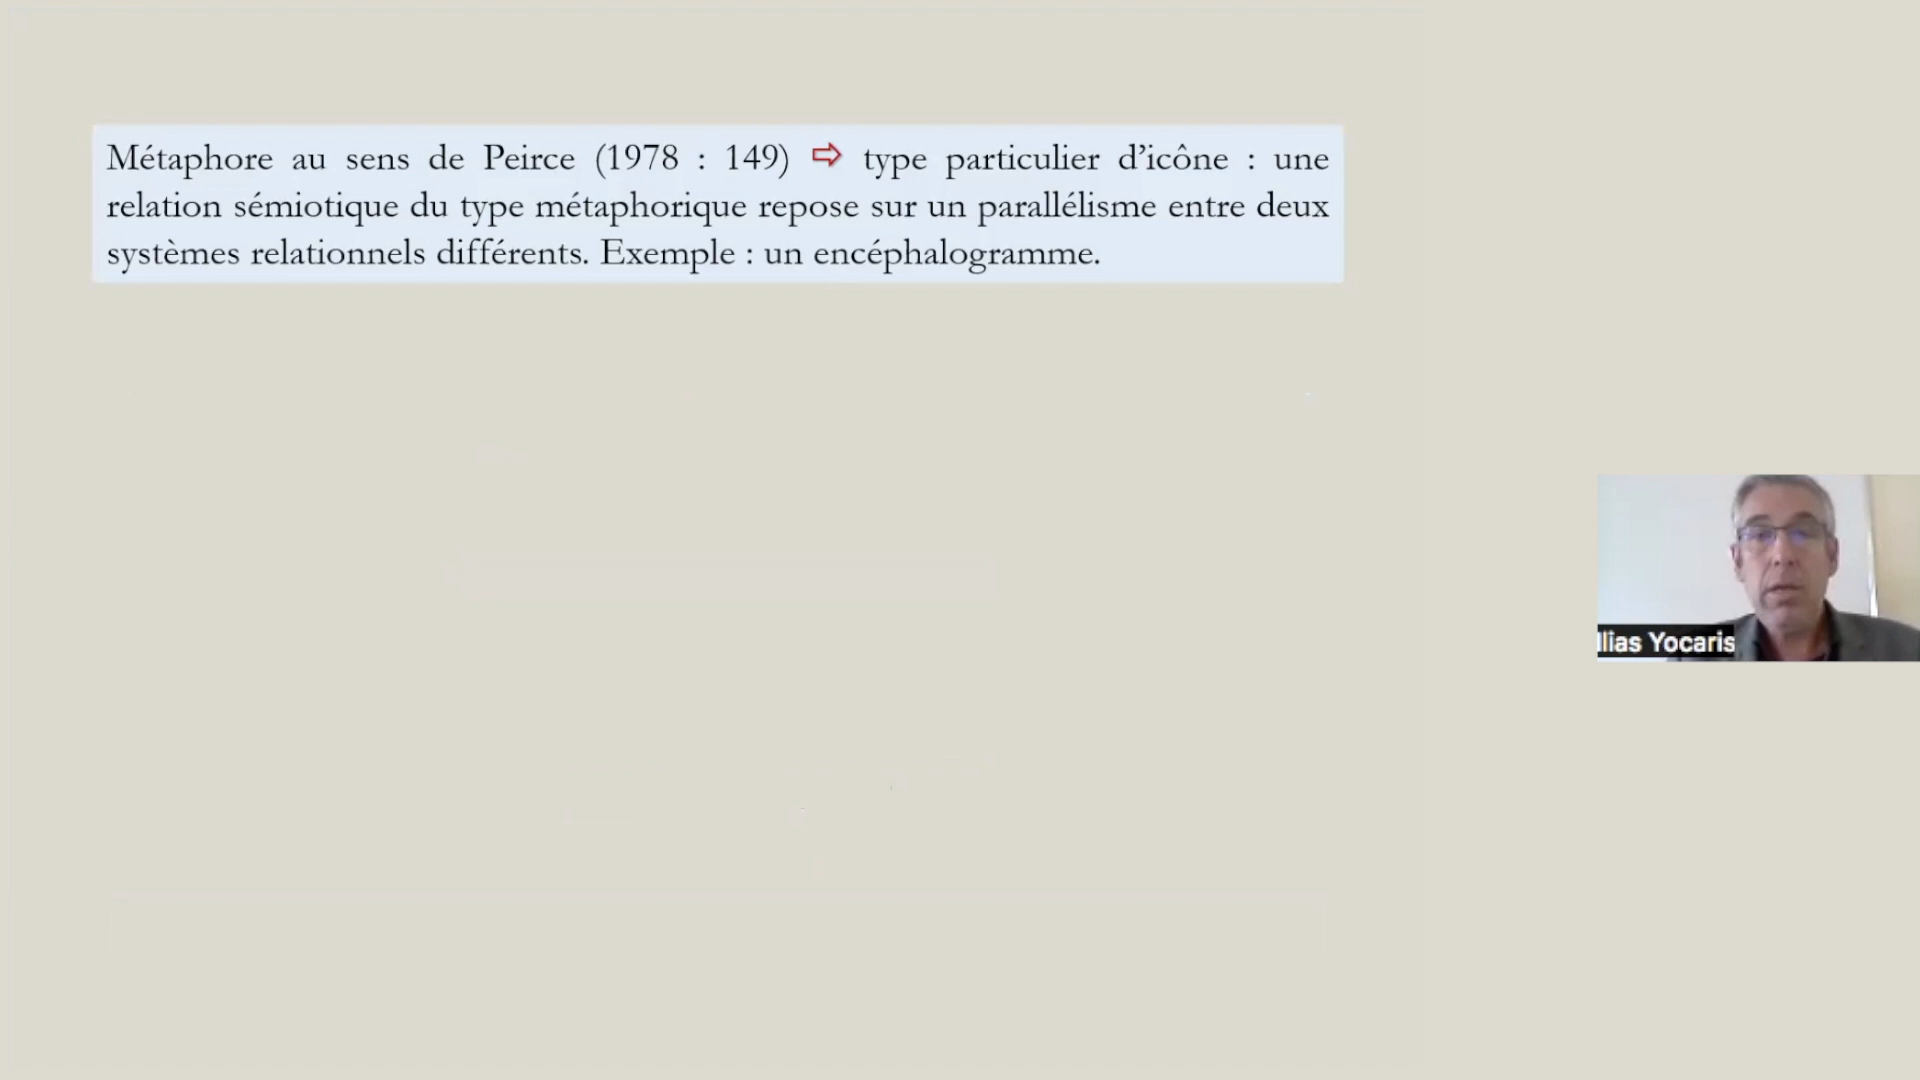 Métaphore au sens de Peirce (1978 : 149) ⇨ type particulier d’icône : une
relation sémiotique du type métaphorique repose sur un parallélisme entre deux
systèmes relationnels différents. Exemple : un encéphalogramme.
Ilias Yocaris